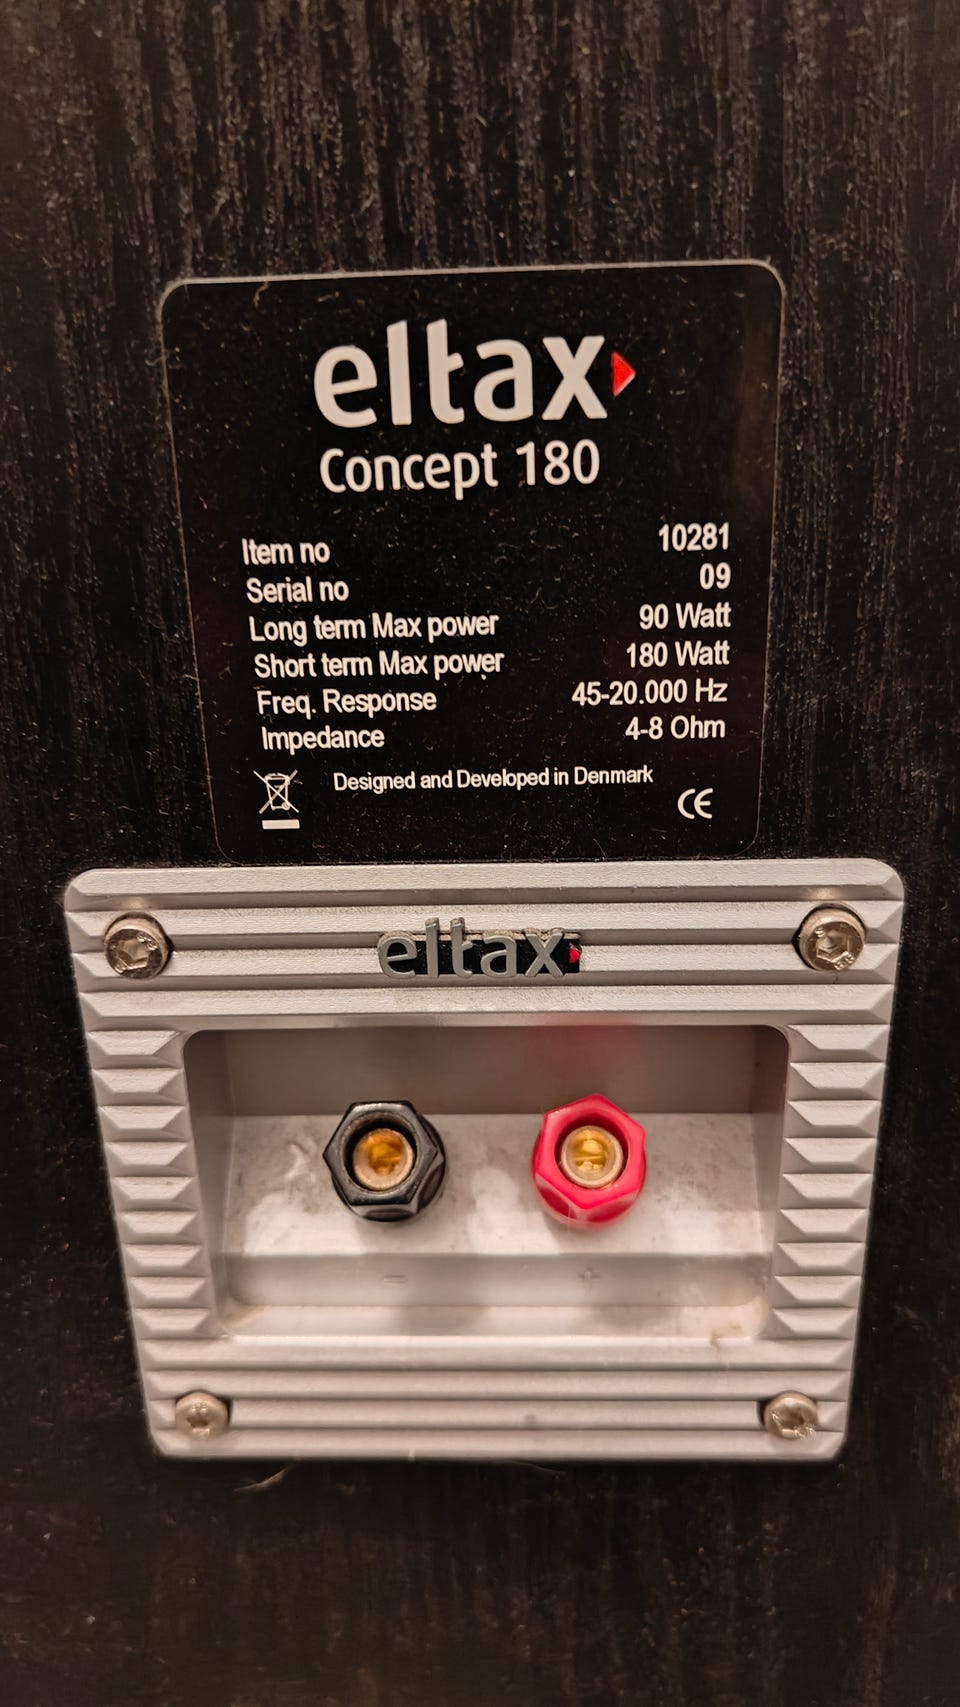 eltax
Concept 180
Item no 10281
Serial no 09
Long term Max power 90 Watt
Short term Max power 180 Watt
Freq. Response 45-20.000 Hz
Impedance 4-8 Ohm
Designed and Developed in Denmark
CE
eltax
- +